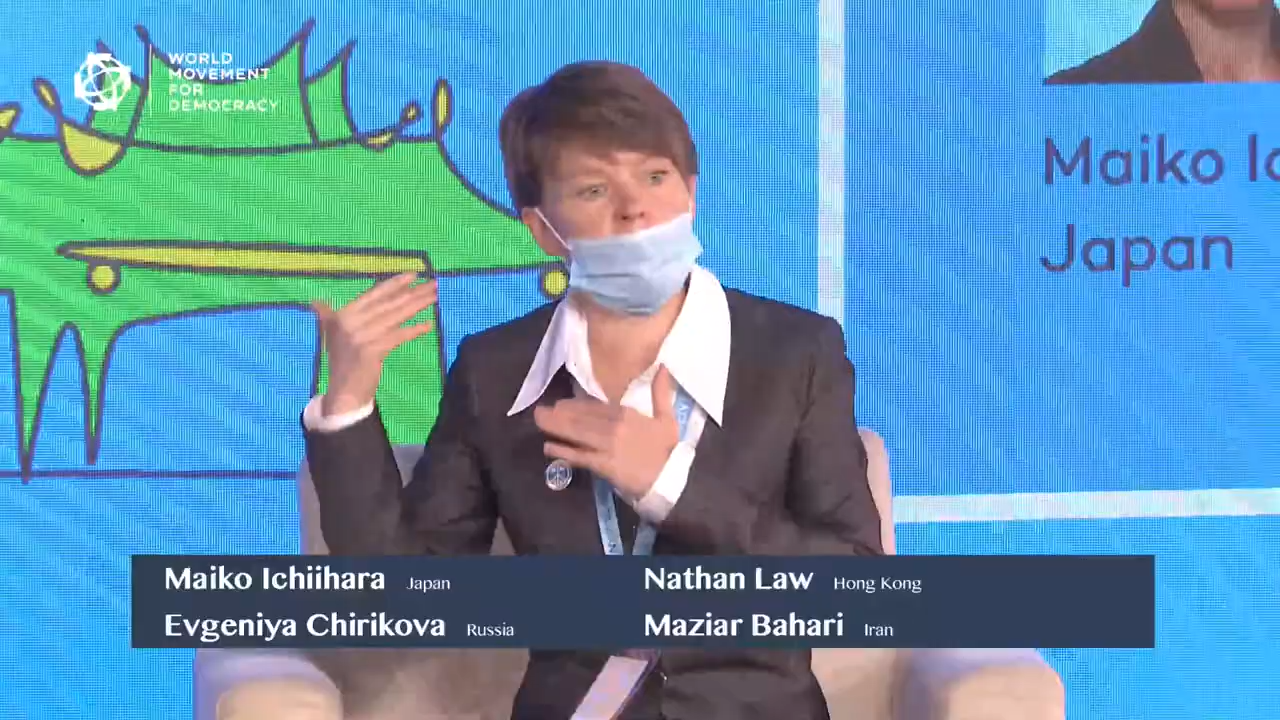 WORLD
MOVEMENT
FOR
DEMOCRACY
Maiko Ic
Japan
Maiko Ichiihara Japan
Nathan Law Hong Kong
Evgeniya Chirikova Russia
Maziar Bahari Iran